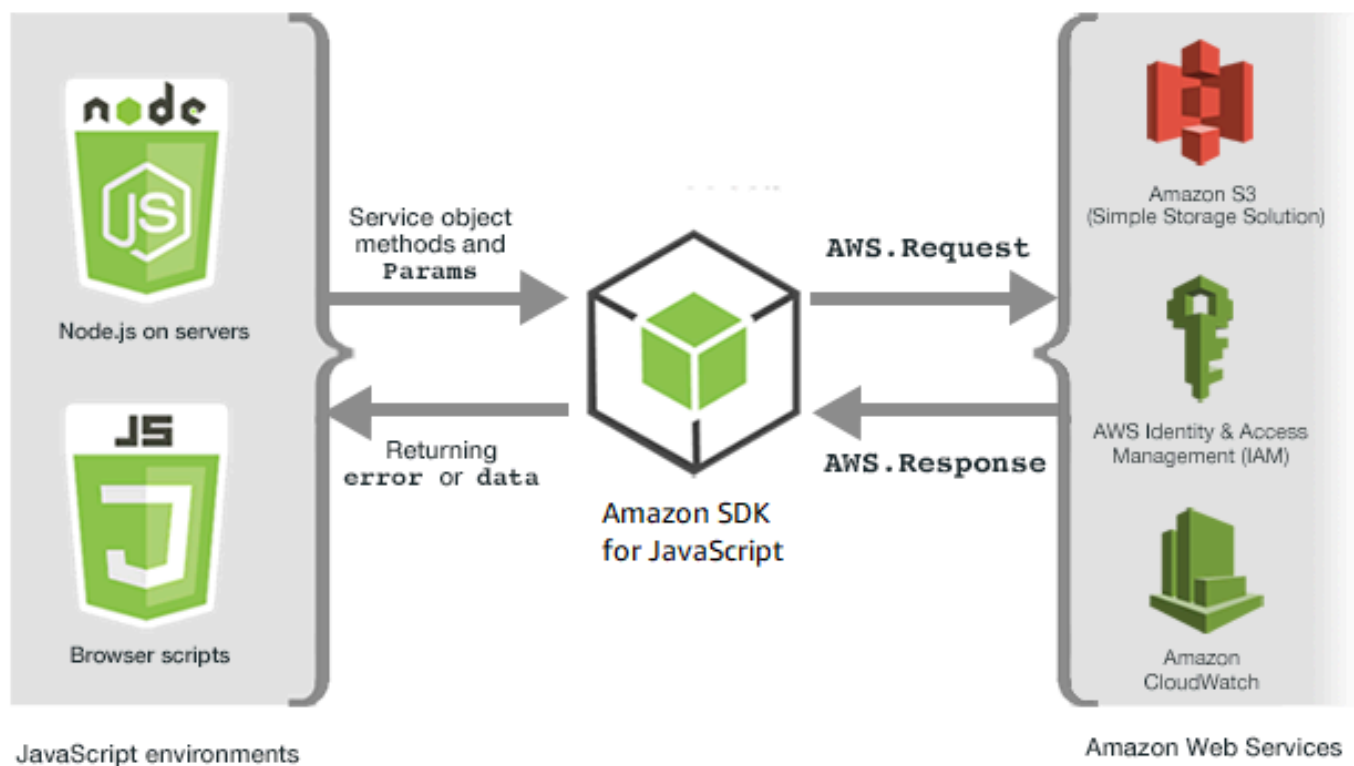 node
JS
Node.js on servers
JS
Browser scripts
JavaScript environments
Service object
methods and
Params
Returning
error or data
Amazon SDK
for JavaScript
AWS.Request
AWS.Response
Amazon S3
(Simple Storage Solution)
AWS Identity & Access
Management (IAM)
Amazon
CloudWatch
Amazon Web Services